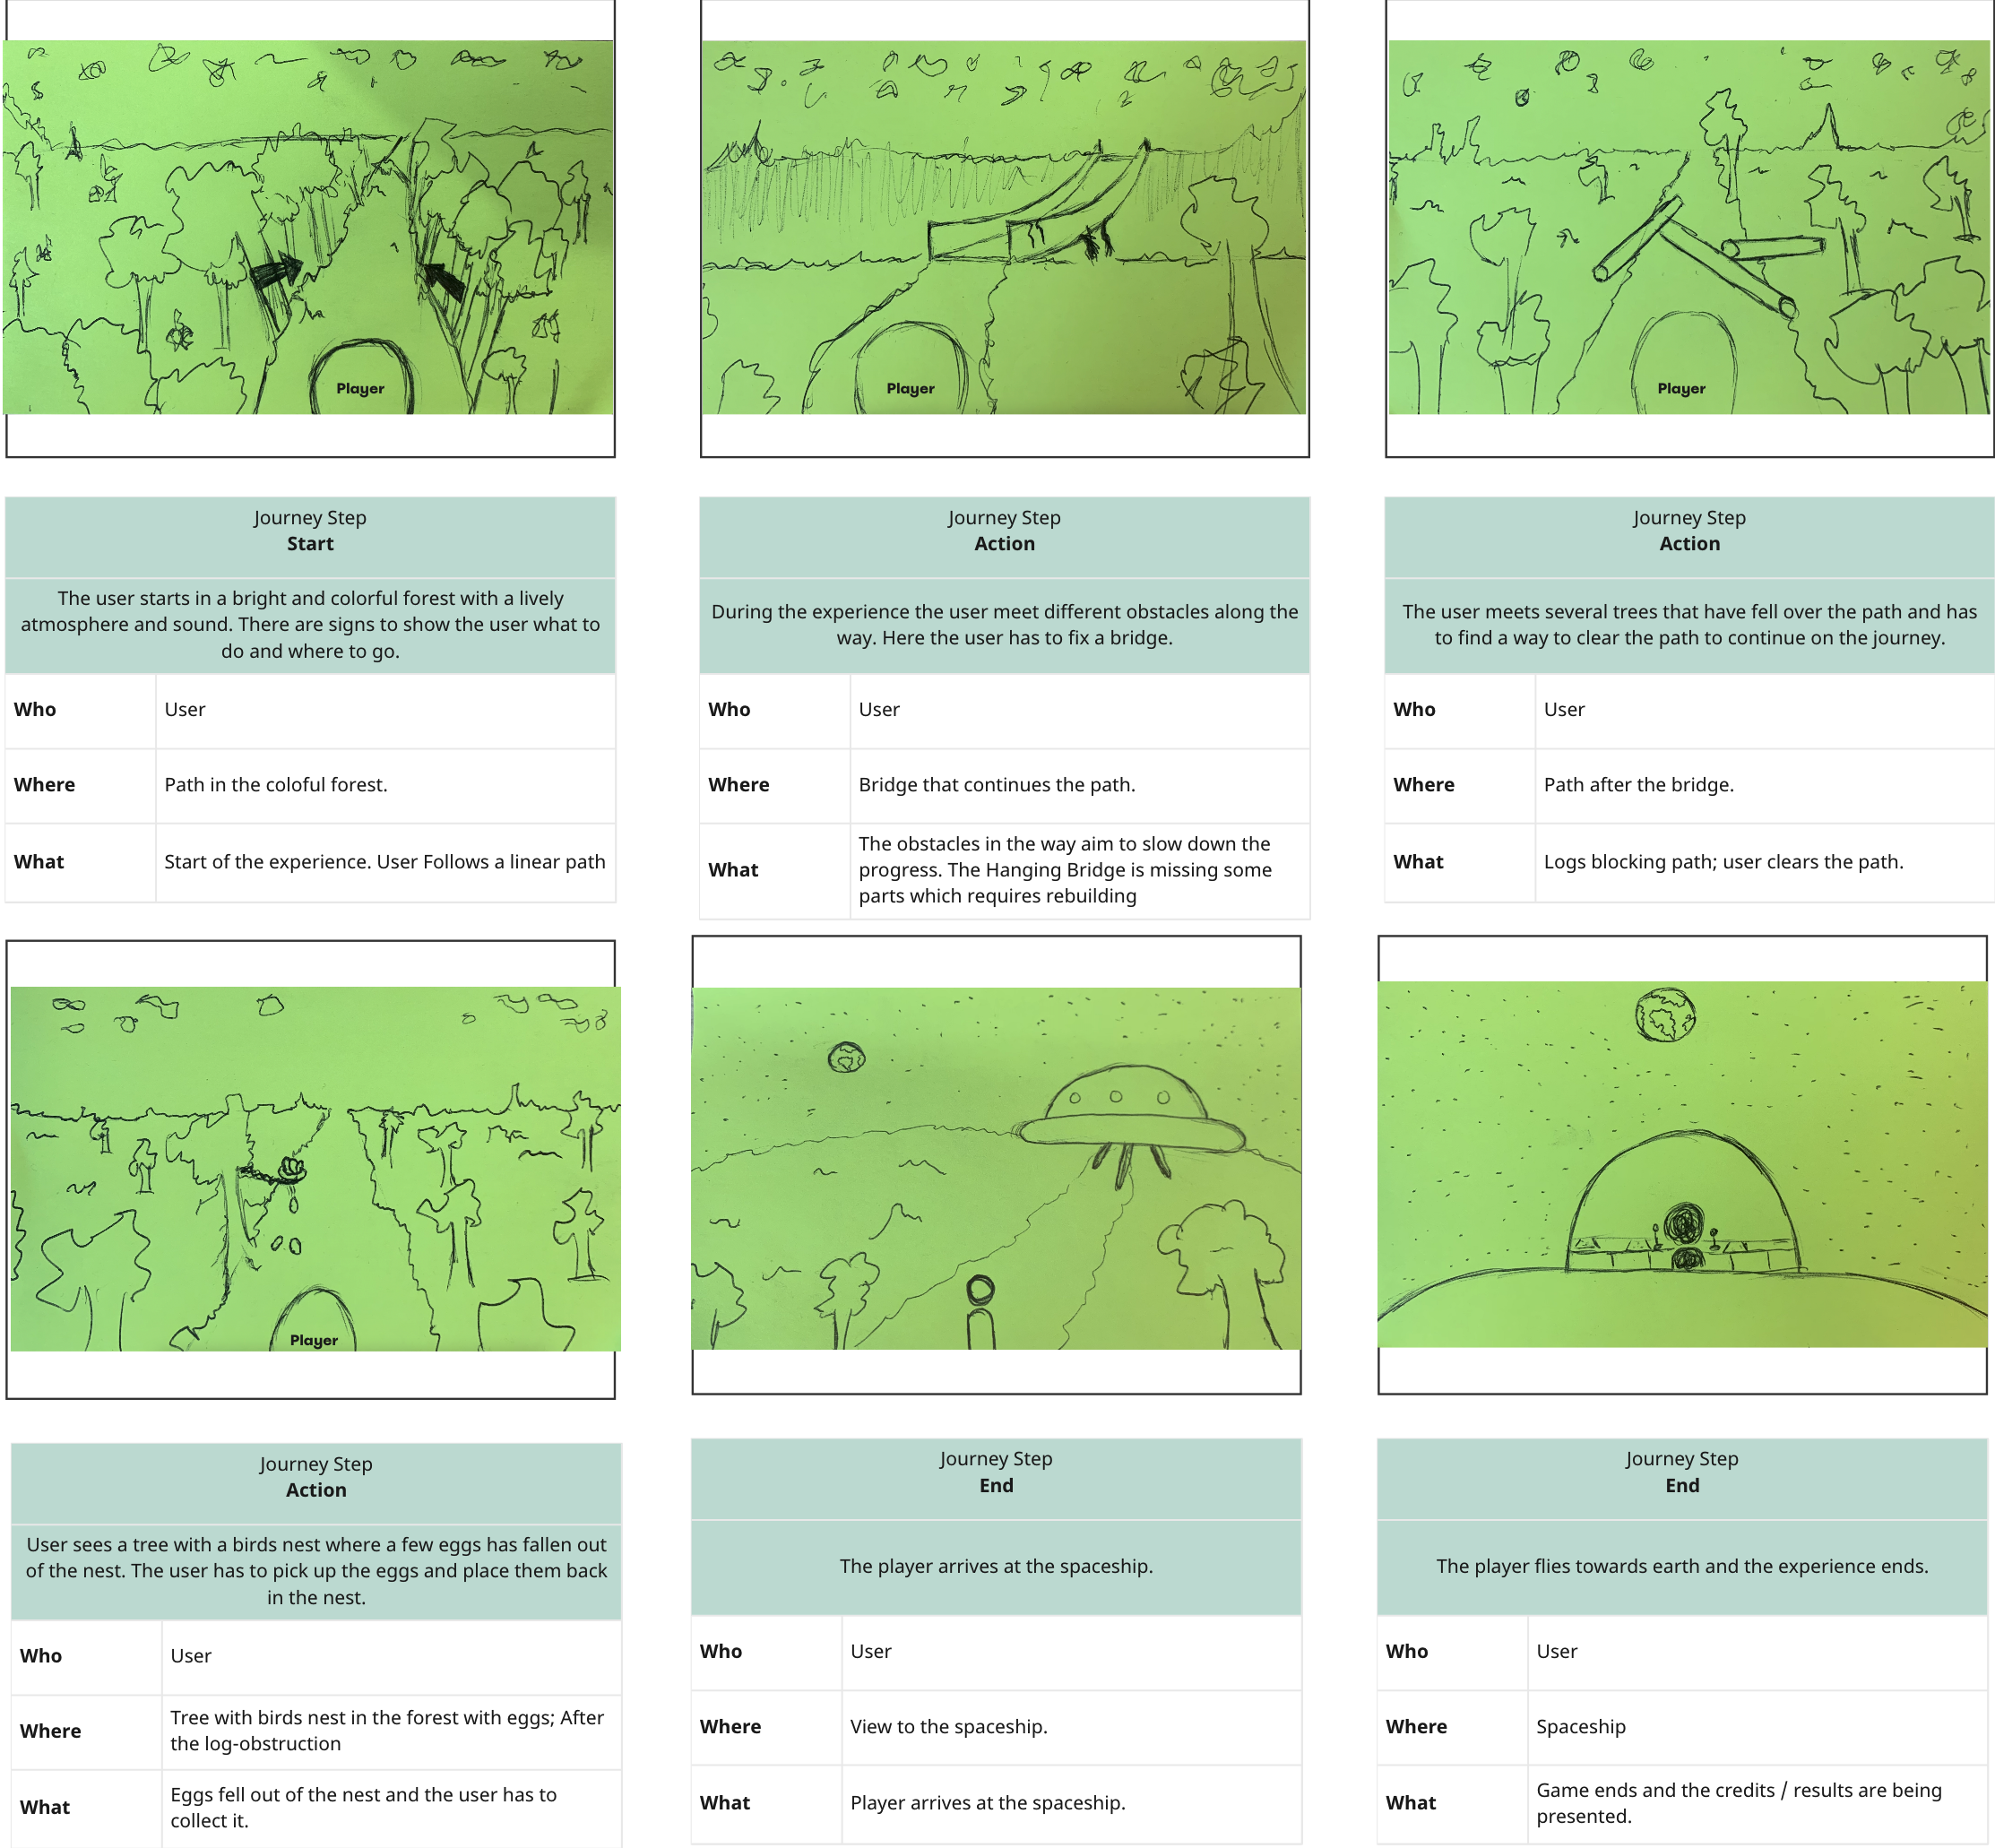 Player
Journey Step
Start
The user starts in a bright and colorful forest with a lively
atmosphere and sound. There are signs to show the user what to
do and where to go.
Who
User
Where
Path in the coloful forest.
What
Start of the experience. User Follows a linear path
Player
Journey Step
Action
During the experience the user meet different obstacles along the
way. Here the user has to fix a bridge.
Who
User
Where
Bridge that continues the path.
What
The obstacles in the way aim to slow down the
progress. The Hanging Bridge is missing some
parts which requires rebuilding
Player
Journey Step
Action
The user meets several trees that have fell over the path and has
to find a way to clear the path to continue on the journey.
Who
User
Where
Path after the bridge.
What
Logs blocking path; user clears the path.
Player
Journey Step
Action
User sees a tree with a birds nest where a few eggs has fallen out
of the nest. The user has to pick up the eggs and place them back
in the nest.
Who
User
Where
Tree with birds nest in the forest with eggs; After
the log-obstruction
What
Eggs fell out of the nest and the user has to
collect it.
Journey Step
End
The player arrives at the spaceship.
Who
User
Where
View to the spaceship.
What
Player arrives at the spaceship.
Journey Step
End
The player flies towards earth and the experience ends.
Who
User
Where
Spaceship
What
Game ends and the credits / results are being
presented.